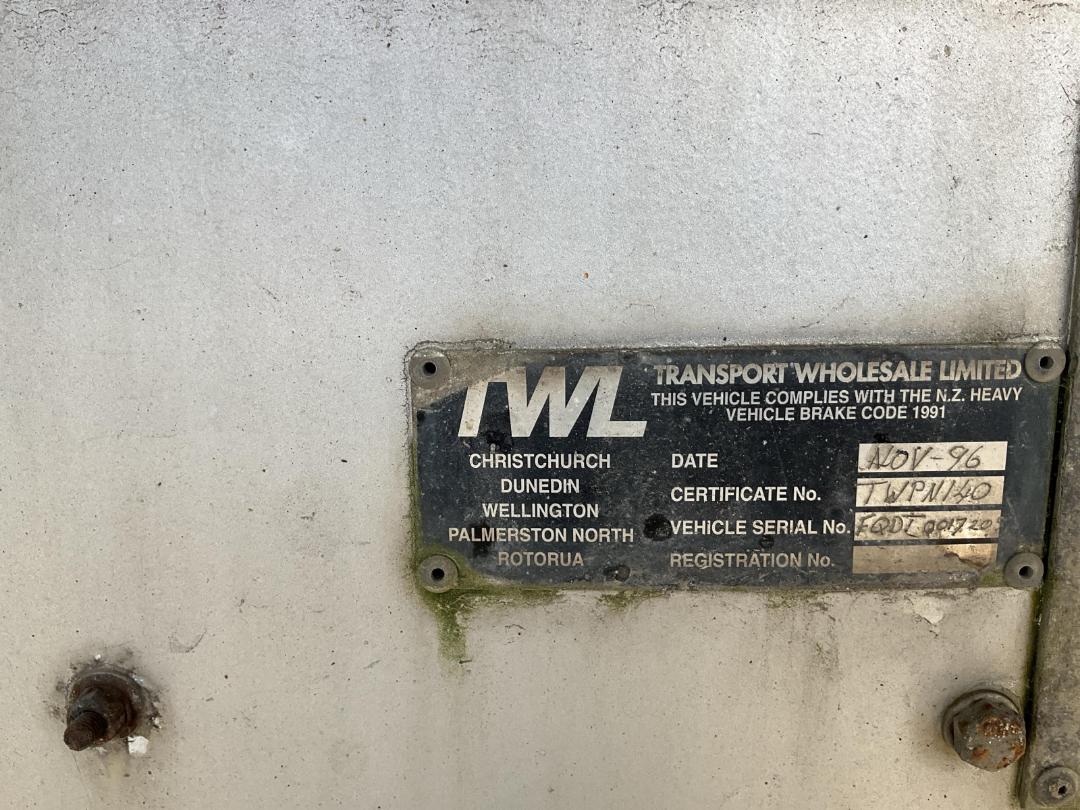 TWL
TRANSPORT WHOLESALE LIMITED
THIS VEHICLE COMPLIES WITH THE N.Z. HEAVY
VEHICLE BRAKE CODE 1991
CHRISTCHURCH
DUNEDIN
WELLINGTON
PALMERSTON NORTH
ROTORUA
DATE NOV-96
CERTIFICATE No. TWPN140
VEHICLE SERIAL No.
REGISTRATION No.